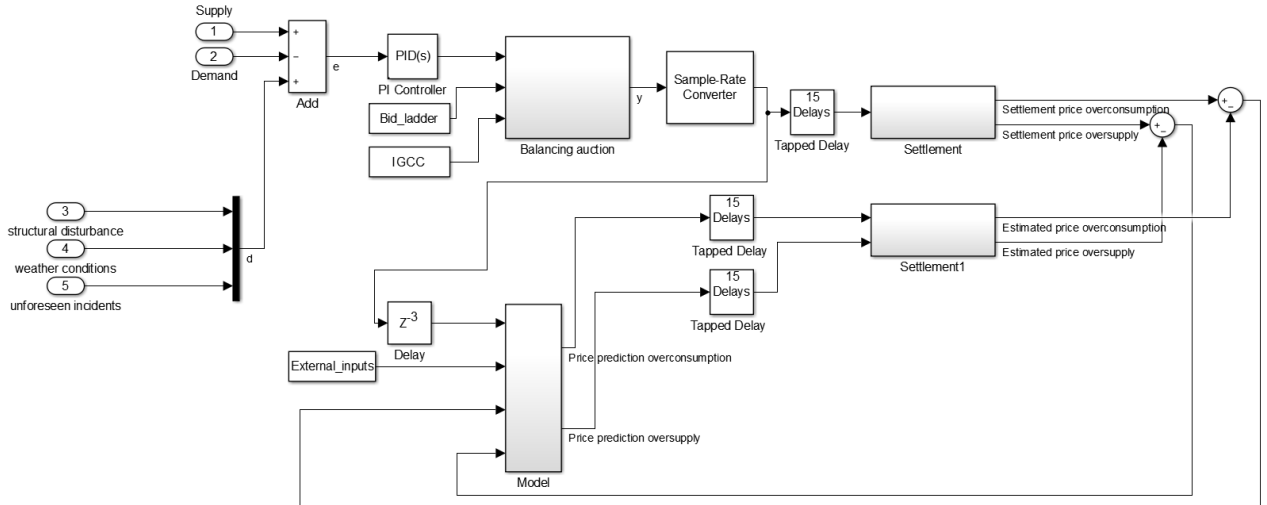 Supply
1
2
Demand
+
−
+
Add
e
PID(s)
PI Controller
Bid_ladder
IGCC
Balancing auction
y
Sample-Rate
Converter
15
Delays
Tapped Delay
Settlement
Settlement price overconsumption
Settlement price oversupply
+
−
+
−
3
structural disturbance
4
weather conditions
5
unforeseen incidents
d
15
Delays
Tapped Delay
15
Delays
Tapped Delay
Settlement1
Estimated price overconsumption
Estimated price oversupply
Z-3
Delay
External_inputs
Model
Price prediction overconsumption
Price prediction oversupply